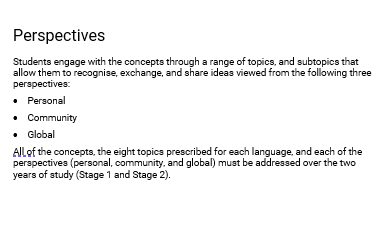 Perspectives
Students engage with the concepts through a range of topics, and subtopics that
allow them to recognise, exchange, and share ideas viewed from the following three
perspectives:
• Personal
• Community
• Global
All of the concepts, the eight topics prescribed for each language, and each of the
perspectives (personal, community, and global) must be addressed over the two
years of study (Stage 1 and Stage 2).